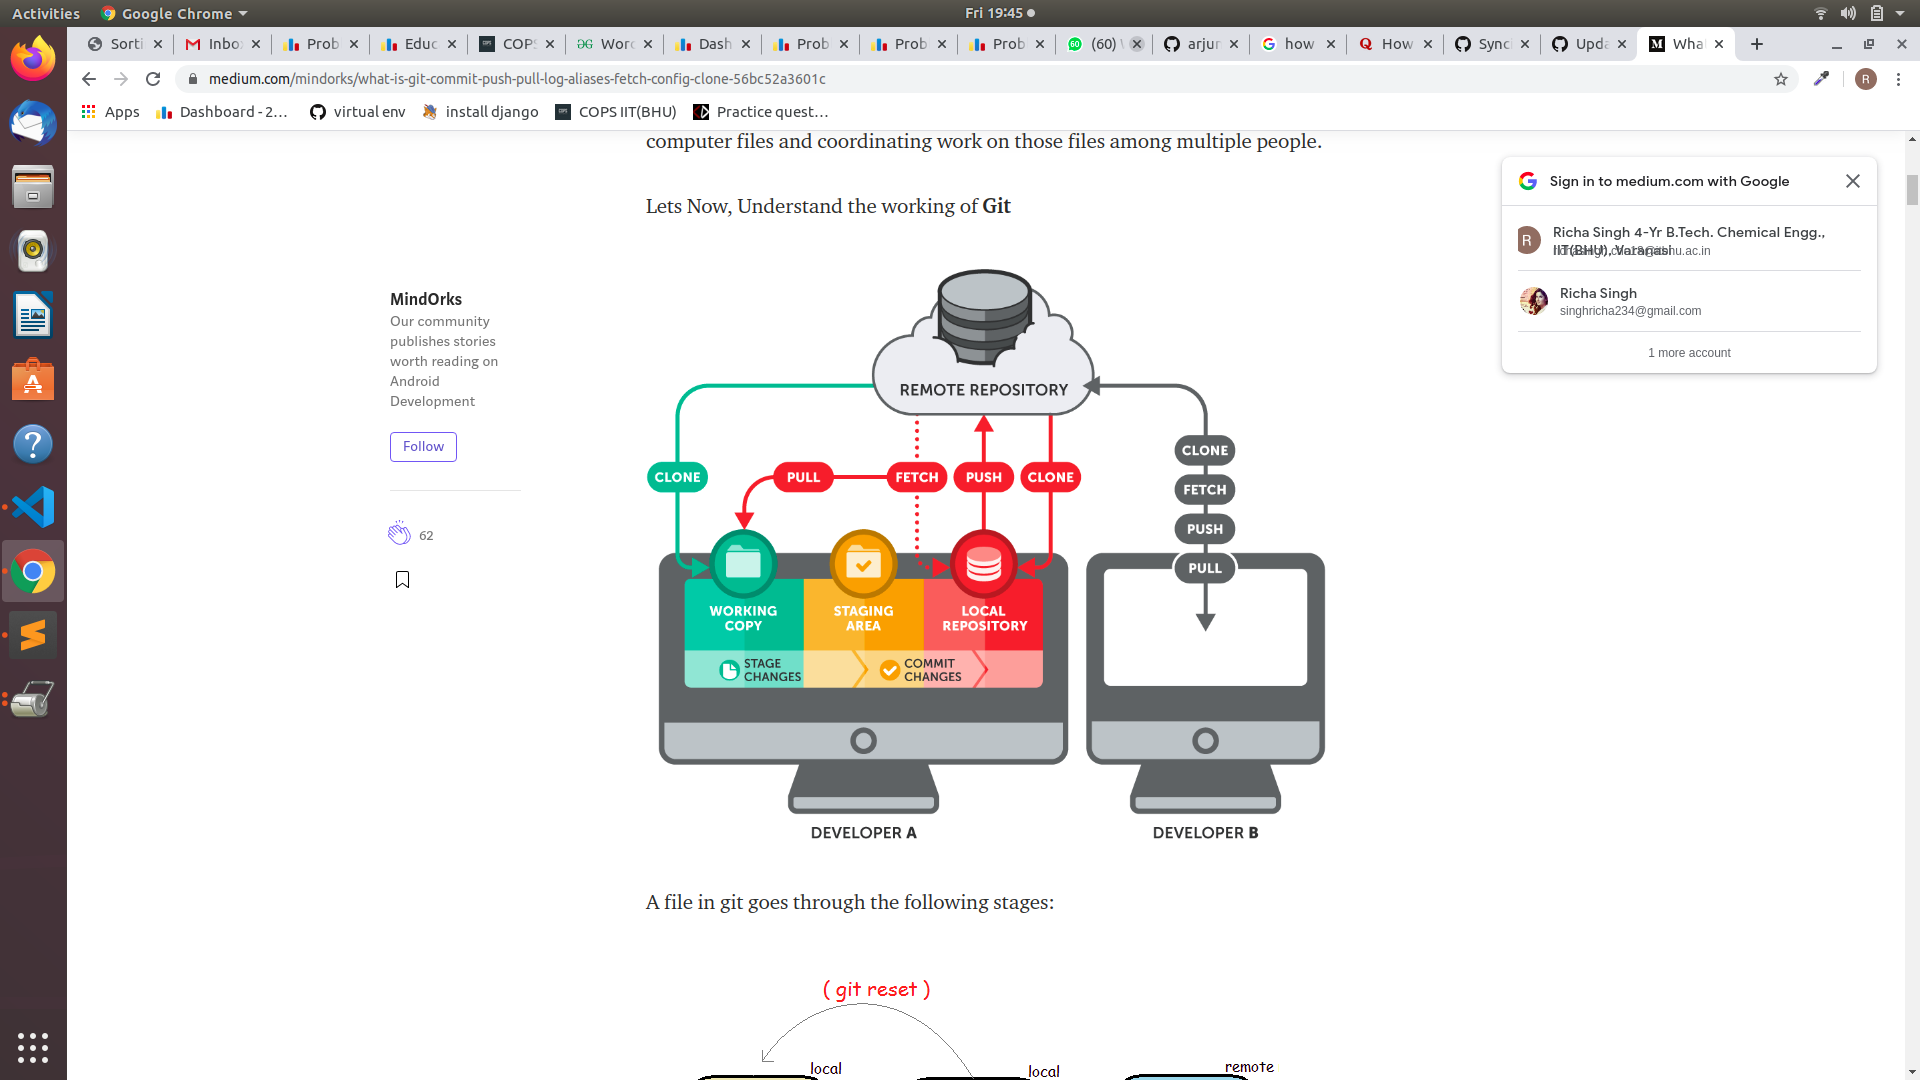 Activities
Google Chrome
Fri 19:45
Sorti
Inbo
Prob
Educ
COPS
Word
Dash
Prob
Prob
Prob
(60)
arjun
how
How
Sync
Upda
What
medium.com/mindorks/what-is-git-commit-push-pull-log-aliases-fetch-config-clone-56bc52a3601c
R
Apps
Dashboard - 2…
virtual env
install django
COPS IIT(BHU)
Practice quest…
computer files and coordinating work on those files among multiple people.
Lets Now, Understand the working of Git
Sign in to medium.com with Google
R
Richa Singh 4-Yr B.Tech. Chemical Engg.,
IIT(BHU), Varanasi
Richa Singh
singhricha234@gmail.com
1 more account
MindOrks
Our community
publishes stories
worth reading on
Android
Development
Follow
62
REMOTE REPOSITORY
CLONE
PULL
FETCH
PUSH
CLONE
CLONE
FETCH
PUSH
PULL
WORKING
COPY
STAGING
AREA
LOCAL
REPOSITORY
STAGE
CHANGES
COMMIT
CHANGES
DEVELOPER A
DEVELOPER B
A file in git goes through the following stages:
( git reset )
local
local
remote